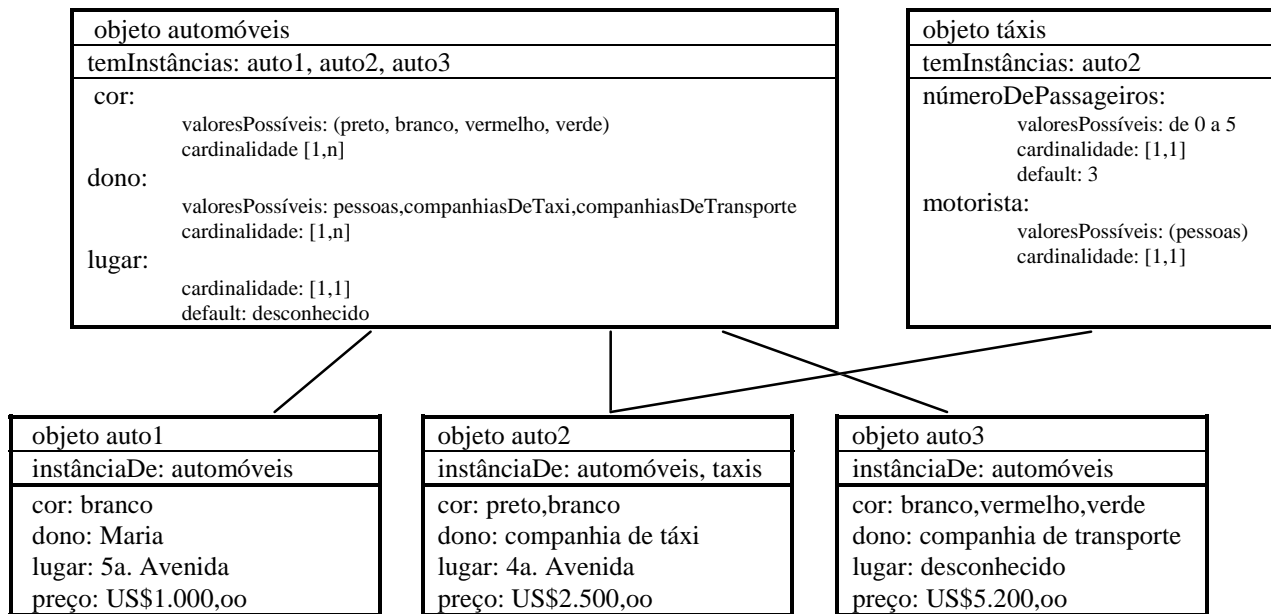 objeto automóveis
temInstâncias: auto1, auto2, auto3
cor:
valoresPossíveis: (preto, branco, vermelho, verde)
cardinalidade [1,n]
dono:
valoresPossíveis: pessoas,companhiasDeTaxi,companhiasDeTransporte
cardinalidade: [1,n]
lugar:
cardinalidade: [1,1]
default: desconhecido
objeto táxis
temInstâncias: auto2
númeroDePassageiros:
valoresPossíveis: de 0 a 5
cardinalidade: [1,1]
default: 3
motorista:
valoresPossíveis: (pessoas)
cardinalidade: [1,1]
objeto auto1
instânciaDe: automóveis
cor: branco
dono: Maria
lugar: 5a. Avenida
preço: US$1.000,oo
objeto auto2
instânciaDe: automóveis, taxis
cor: preto,branco
dono: companhia de táxi
lugar: 4a. Avenida
preço: US$2.500,oo
objeto auto3
instânciaDe: automóveis
cor: branco,vermelho,verde
dono: companhia de transporte
lugar: desconhecido
preço: US$5.200,oo